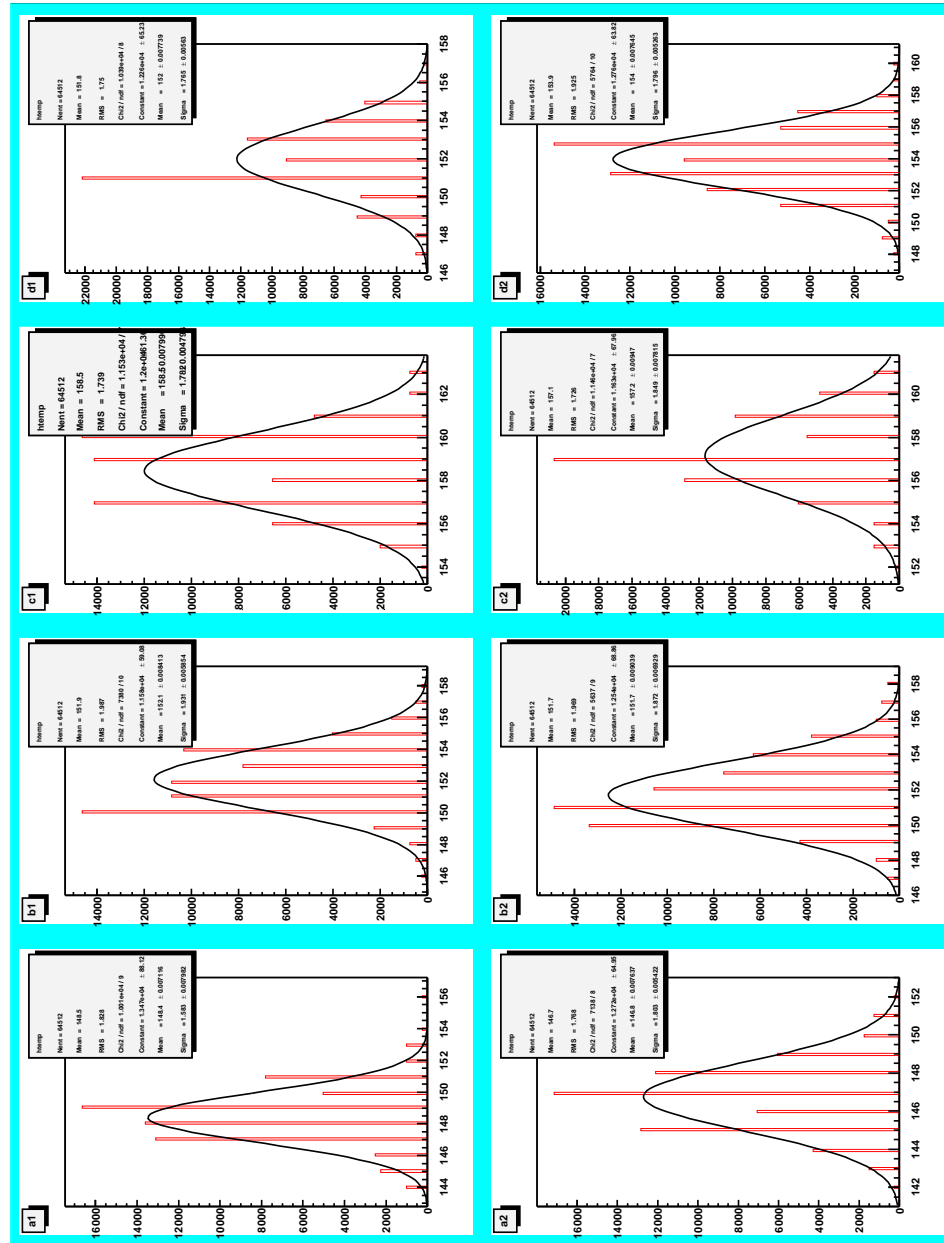 a1
htemp
Nent = 64512
Mean = 148.5
RMS = 1.828
Chi2 / ndf = 1.001e+04 / 9
Constant = 1.347e+04 ± 88.12
Mean = 148.4 ± 0.007116
Sigma = 1.583 ± 0.007982
16000
14000
12000
10000
8000
6000
4000
2000
0
144 146 148 150 152 154 156
b1
htemp
Nent = 64512
Mean = 151.9
RMS = 1.987
Chi2 / ndf = 7380 / 10
Constant = 1.158e+04 ± 59.08
Mean = 152.1 ± 0.008413
Sigma = 1.931 ± 0.005854
14000
12000
10000
8000
6000
4000
2000
0
146 148 150 152 154 156 158
c1
htemp
Nent = 64512
Mean = 158.5
RMS = 1.739
Chi2 / ndf = 1.153e+04 /
Constant = 1.2e+04
Mean = 158.5
Sigma =
14000
12000
10000
8000
6000
4000
2000
0
154 156 158 160 162
d1
htemp
Nent = 64512
Mean = 151.8
RMS = 1.75
Chi2 / ndf = 1.039e+04 / 8
Constant = 1.226e+04 ± 65.23
Mean = 152 ± 0.007739
Sigma = 1.765 ± 0.00563
22000
20000
18000
16000
14000
12000
10000
8000
6000
4000
2000
0
146 148 150 152 154 156 158
a2
htemp
Nent = 64512
Mean = 146.7
RMS = 1.768
Chi2 / ndf = 7138 / 8
Constant = 1.272e+04 ± 64.95
Mean = 146.8 ± 0.007637
Sigma = 1.803 ± 0.005422
16000
14000
12000
10000
8000
6000
4000
2000
0
142 144 146 148 150 152
b2
htemp
Nent = 64512
Mean = 151.7
RMS = 1.969
Chi2 / ndf = 5637 / 9
Constant = 1.254e+04 ± 68.86
Mean = 151.7 ± 0.009039
Sigma = 1.872 ± 0.006929
14000
12000
10000
8000
6000
4000
2000
0
146 148 150 152 154 156 158
c2
htemp
Nent = 64512
Mean = 157.1
RMS = 1.726
Chi2 / ndf = 1.146e+04 / 7
Constant = 1.163e+04 ± 67.96
Mean = 157.2 ± 0.00947
Sigma = 1.849 ± 0.007815
20000
18000
16000
14000
12000
10000
8000
6000
4000
2000
0
152 154 156 158 160
d2
htemp
Nent = 64512
Mean = 153.9
RMS = 1.925
Chi2 / ndf = 5764 / 10
Constant = 1.276e+04 ± 63.82
Mean = 154 ± 0.007645
Sigma = 1.796 ± 0.005263
16000
14000
12000
10000
8000
6000
4000
2000
0
148 150 152 154 156 158 160